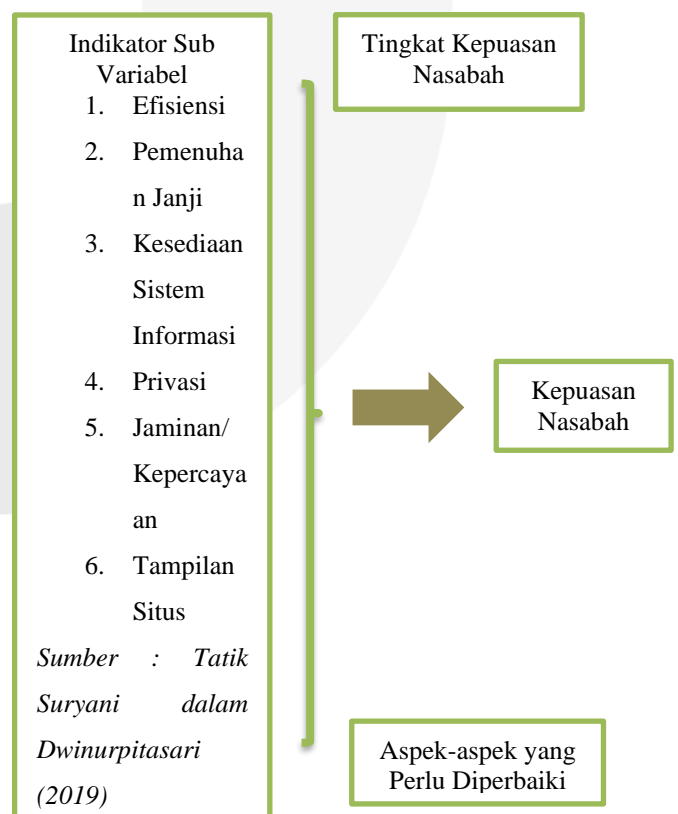 Indikator Sub
Variabel
1. Efisiensi
2. Pemenuha
n Janji
3. Kesediaan
Sistem
Informasi
4. Privasi
5. Jaminan/
Kepercaya
an
6. Tampilan
Situs
Sumber : Tatik
Suryani dalam
Dwinurpitasari
(2019)
Tingkat Kepuasan
Nasabah
Kepuasan
Nasabah
Aspek-aspek yang
Perlu Diperbaiki